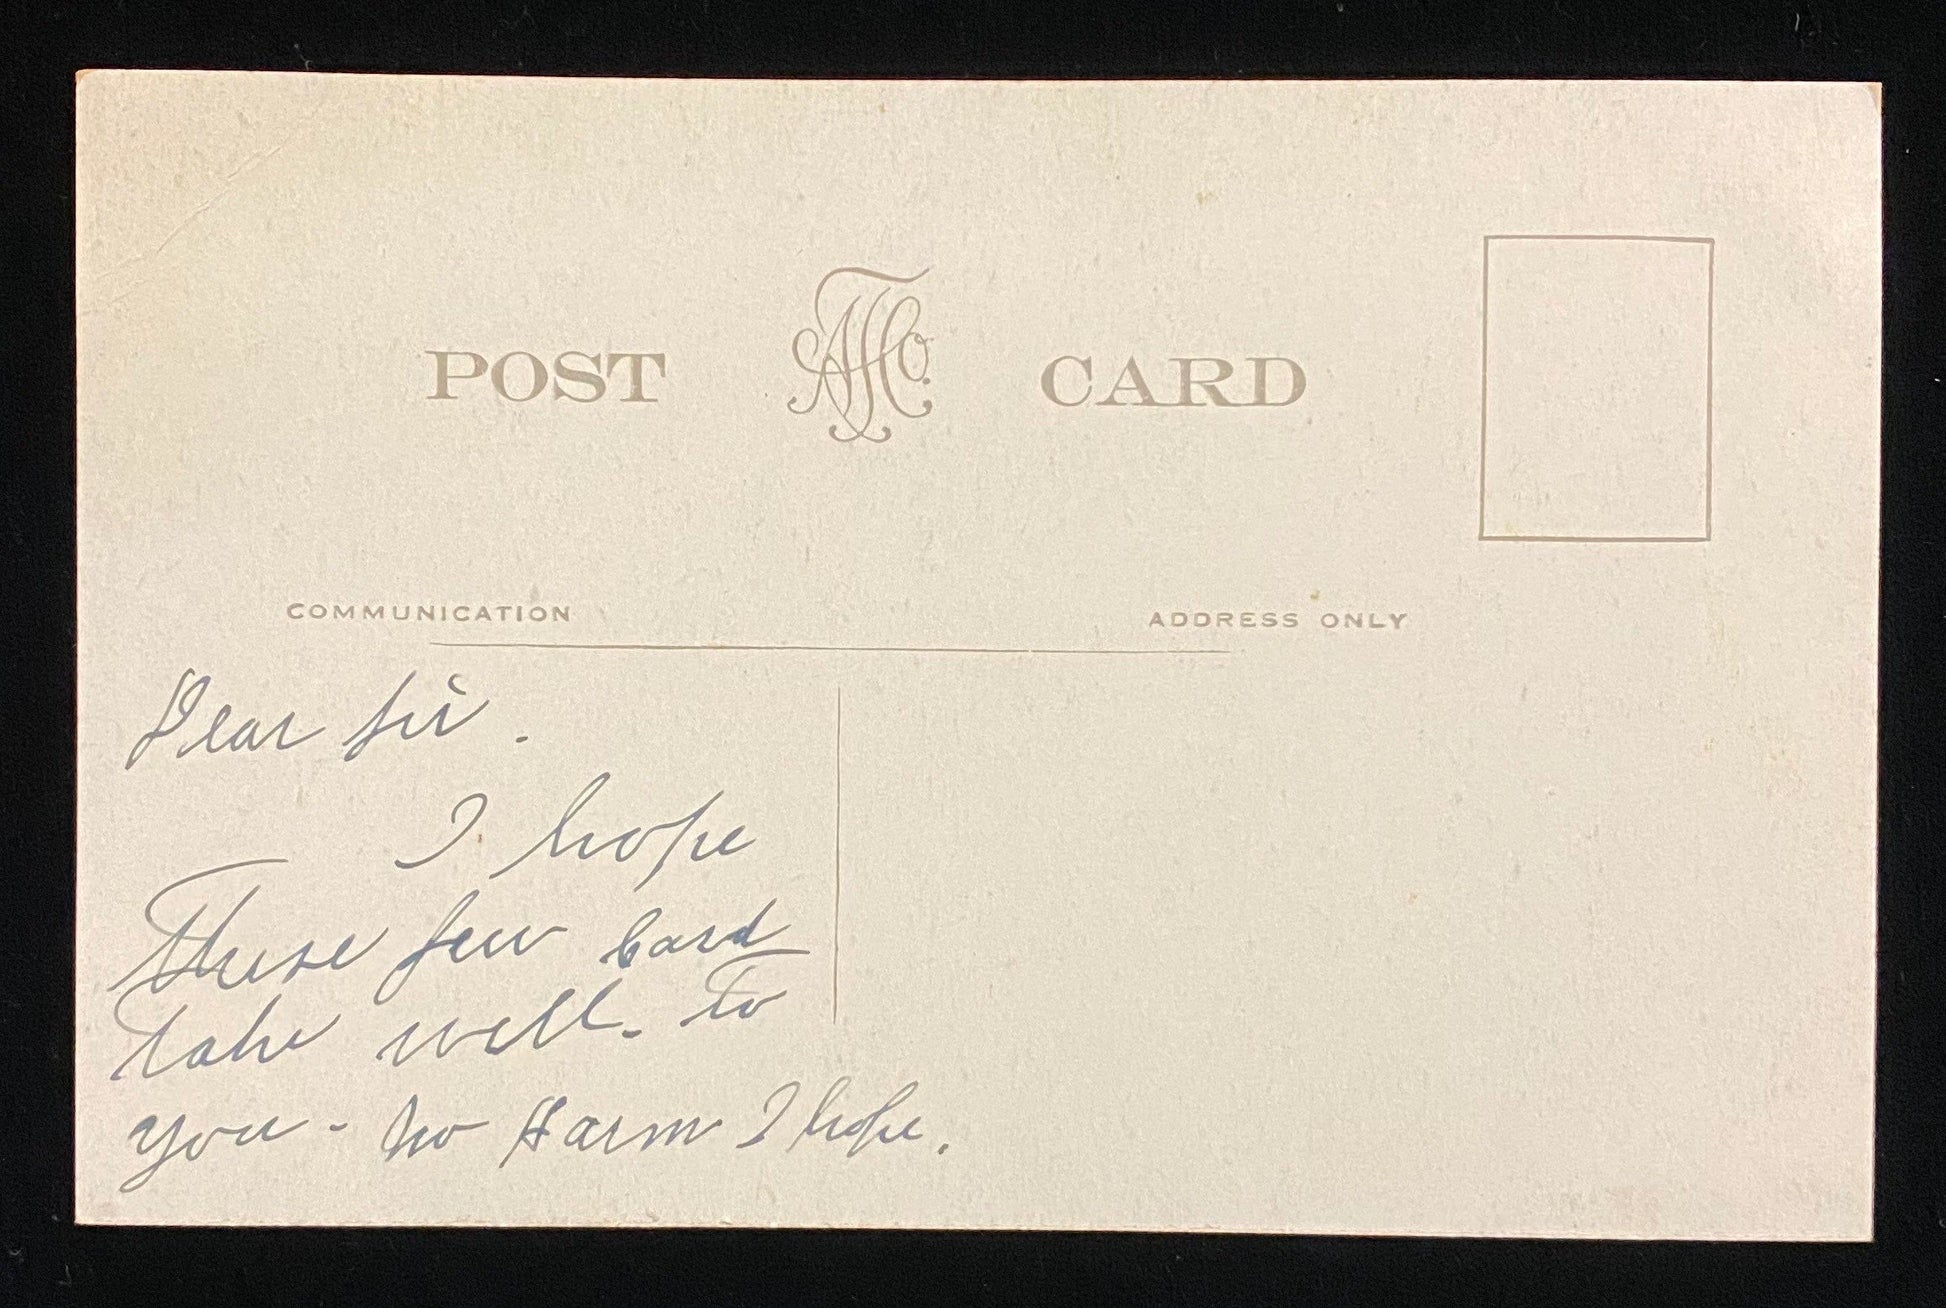 POST CARD
COMMUNICATION
ADDRESS ONLY
Dear Sir.
I hope
These few Card
take well - to
you - no Harm I hope.